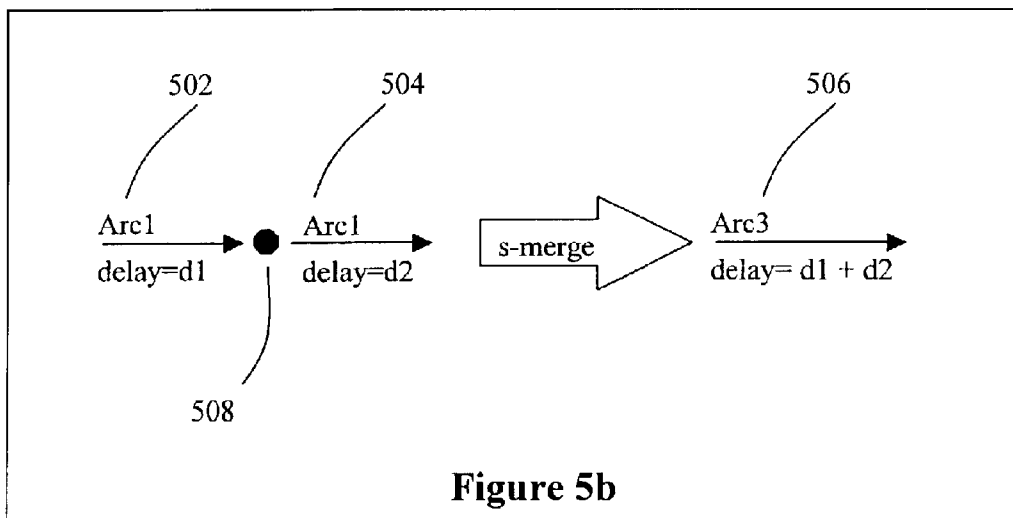 502
504
506
Arc1
Arc1
s-merge
Arc3
delay=d1
delay=d2
delay= d1 + d2
508
Figure 5b